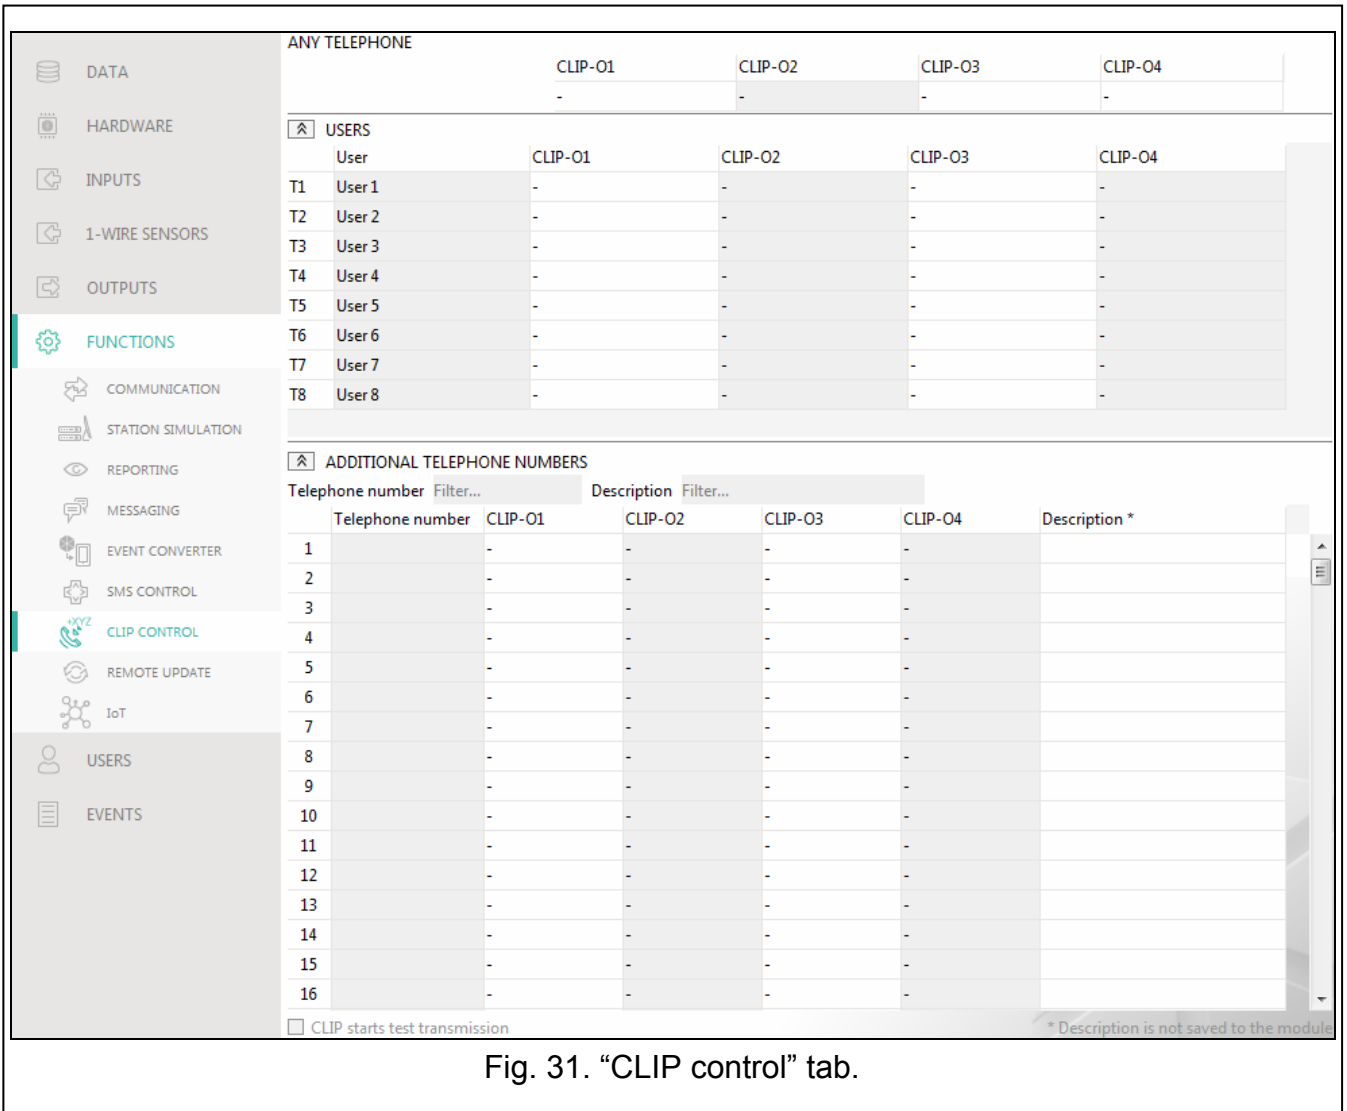 DATA
HARDWARE
INPUTS
1-WIRE SENSORS
OUTPUTS
FUNCTIONS
COMMUNICATION
STATION SIMULATION
REPORTING
MESSAGING
EVENT CONVERTER
SMS CONTROL
+XYZ
CLIP CONTROL
REMOTE UPDATE
IoT
USERS
EVENTS
ANY TELEPHONE
CLIP-O1 CLIP-O2 CLIP-O3 CLIP-O4
- - - -
USERS
User CLIP-O1 CLIP-O2 CLIP-O3 CLIP-O4
T1 User 1 - - - -
T2 User 2 - - - -
T3 User 3 - - - -
T4 User 4 - - - -
T5 User 5 - - - -
T6 User 6 - - - -
T7 User 7 - - - -
T8 User 8 - - - -
ADDITIONAL TELEPHONE NUMBERS
Telephone number Filter... Description Filter...
Telephone number CLIP-O1 CLIP-O2 CLIP-O3 CLIP-O4 Description *
1 - - - -
2 - - - -
3 - - - -
4 - - - -
5 - - - -
6 - - - -
7 - - - -
8 - - - -
9 - - - -
10 - - - -
11 - - - -
12 - - - -
13 - - - -
14 - - - -
15 - - - -
16 - - - -
CLIP starts test transmission * Description is not saved to the module
Fig. 31. “CLIP control” tab.